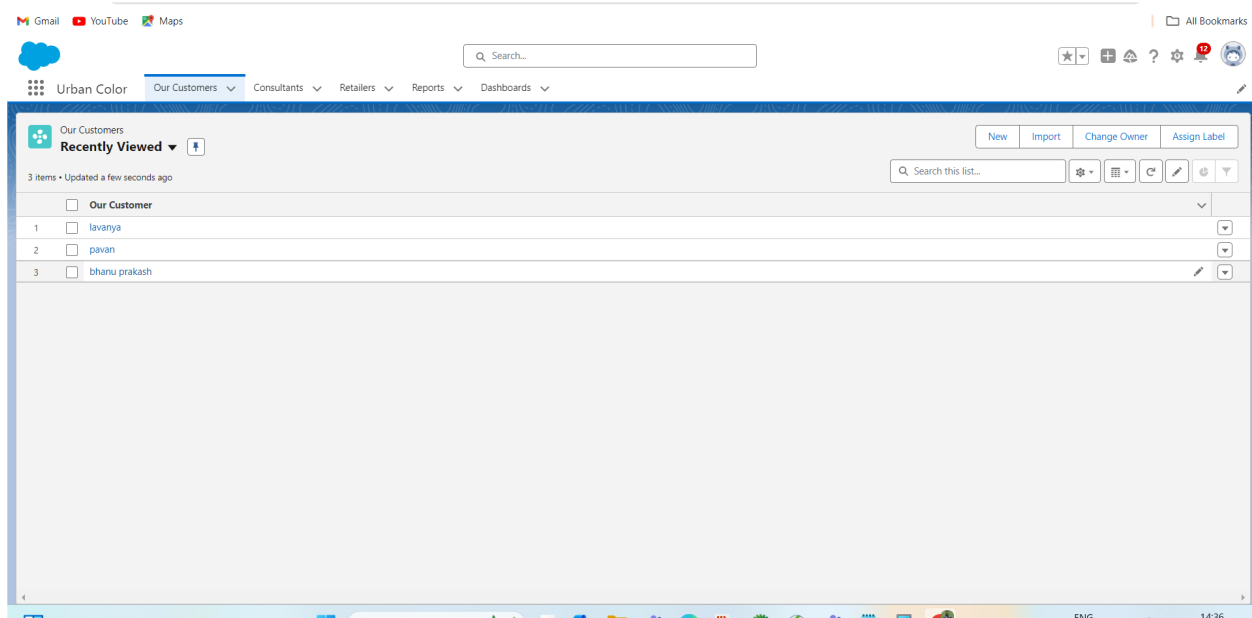 Gmail YouTube Maps All Bookmarks
Search...
12
Urban Color Our Customers Consultants Retailers Reports Dashboards
Our Customers
Recently Viewed
New Import Change Owner Assign Label
3 items • Updated a few seconds ago
Search this list...
Our Customer
1 lavanya
2 pavan
3 bhanu prakash
ENG 14:36